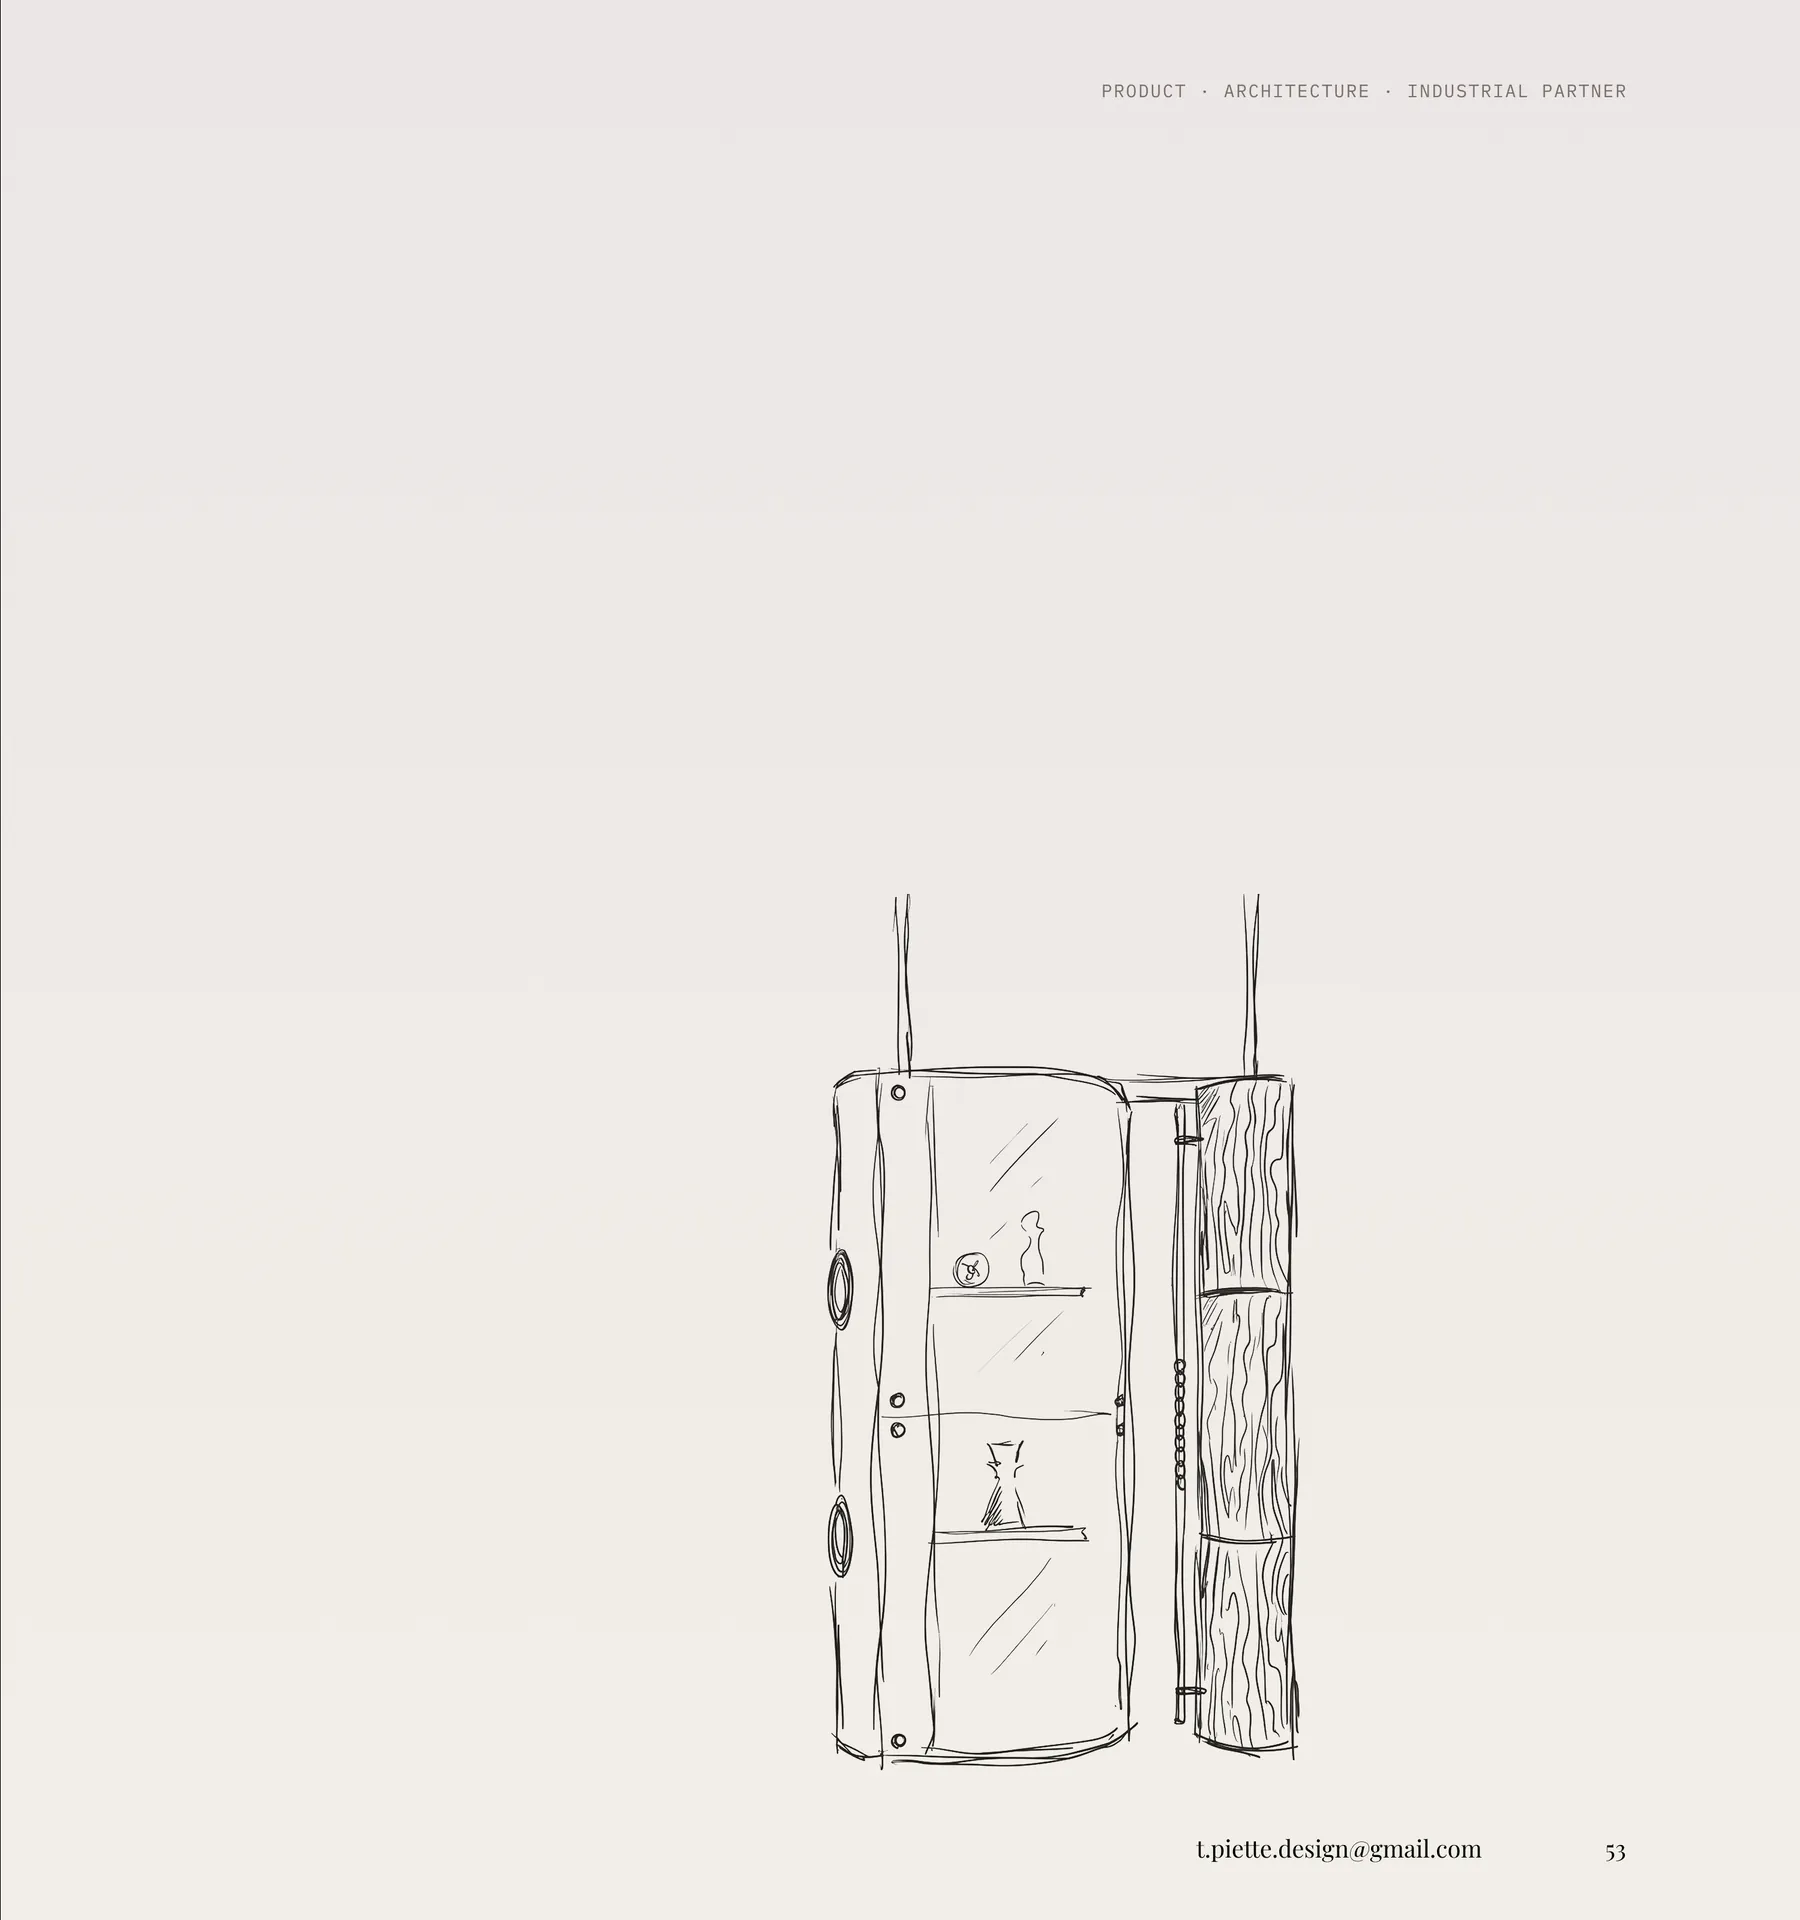 PRODUCT · ARCHITECTURE · INDUSTRIAL PARTNER
t.piette.design@gmail.com 53